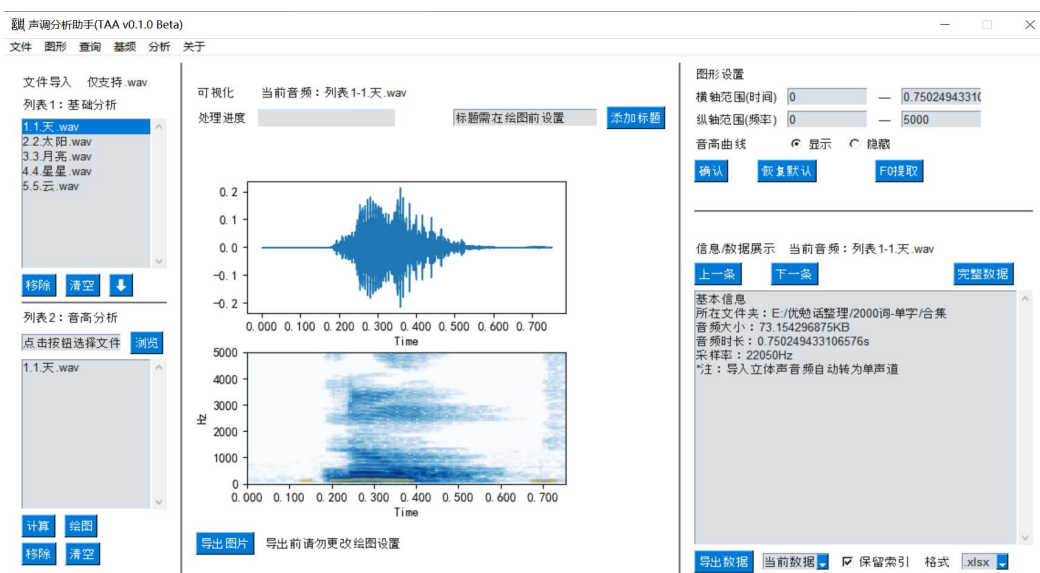 声调分析助手(TAA v0.1.0 Beta)
文件 图形 查询 基频 分析 关于
文件导入 仅支持.wav
列表1：基础分析
1.1.天.wav
2.2.太阳.wav
3.3.月亮.wav
4.4.星星.wav
5.5.云.wav
移除 清空
列表2：音高分析
点击按钮选择文件 浏览
1.1.天.wav
计算 绘图
移除 清空
可视化 当前音频：列表1-1.天.wav
处理进度 标题需在绘图前设置 添加标题
0.2
0.1
0.0
-0.1
-0.2
0.000 0.100 0.200 0.300 0.400 0.500 0.600 0.700
Time
5000
4000
3000
2000
1000
0
Hz
0.000 0.100 0.200 0.300 0.400 0.500 0.600 0.700
Time
导出图片 导出前请勿更改绘图设置
图形设置
横轴范围(时间) 0 — 0.7502494331(
纵轴范围(频率) 0 — 5000
音高曲线 显示 隐藏
确认 恢复默认 F0提取
信息/数据展示 当前音频：列表1-1.天.wav
上一条 下一条 完整数据
基本信息
所在文件夹：E:/优勉话整理/2000词-单字/合集
音频大小：73.154296875KB
音频时长：0.750249433106576s
采样率：22050Hz
*注：导入立体声音频自动转为单声道
导出数据 当前数据 保留索引 格式 .xlsx